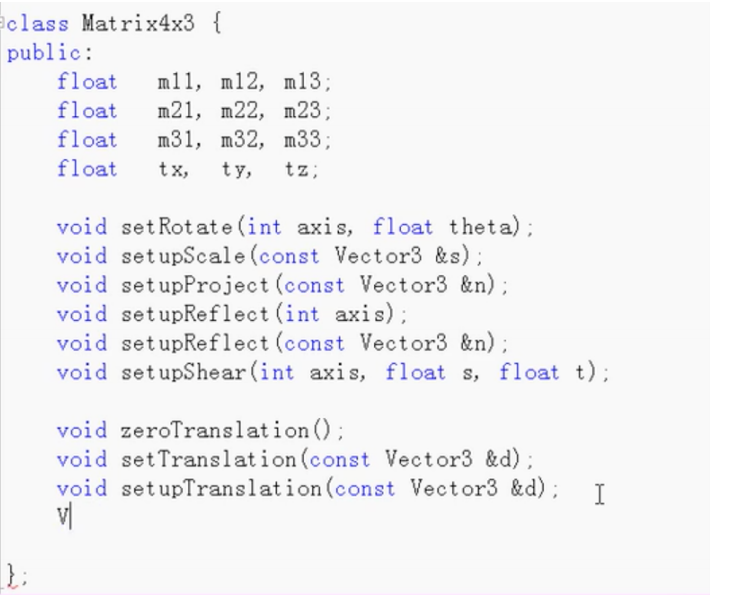 class Matrix4x3 {
public:
    float   m11, m12, m13;
    float   m21, m22, m23;
    float   m31, m32, m33;
    float   tx,  ty,  tz;
    void setRotate(int axis, float theta);
    void setupScale(const Vector3 &s);
    void setupProject(const Vector3 &n);
    void setupReflect(int axis);
    void setupReflect(const Vector3 &n);
    void setupShear(int axis, float s, float t);
    void zeroTranslation();
    void setTranslation(const Vector3 &d);
    void setupTranslation(const Vector3 &d);
    V
};